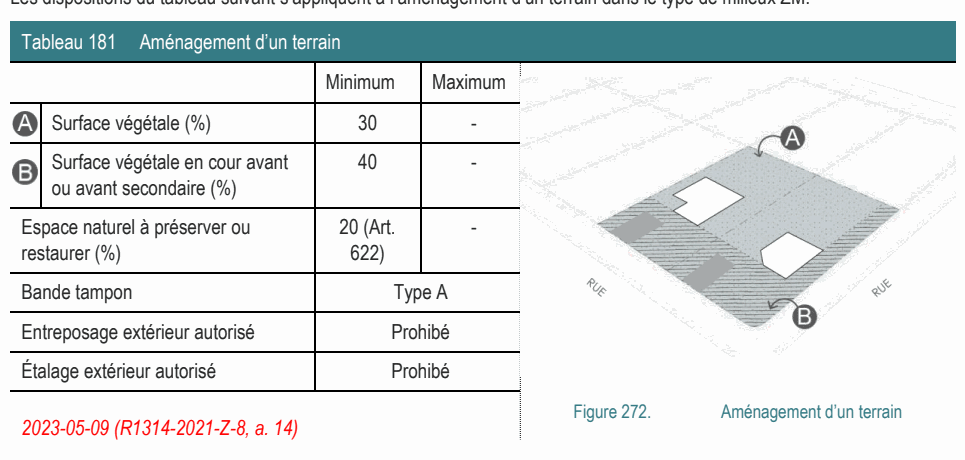 Les dispositions du tableau suivant s'appliquent à l'aménagement d'un terrain dans le type de milieux ZM.
Tableau 181 Aménagement d'un terrain
Minimum Maximum
A Surface végétale (%) 30 -
B Surface végétale en cour avant ou avant secondaire (%) 40 -
Espace naturel à préserver ou restaurer (%) 20 (Art. 622) -
Bande tampon Type A
Entreposage extérieur autorisé Prohibé
Étalage extérieur autorisé Prohibé
2023-05-09 (R1314-2021-Z-8, a. 14)
A
B
RUE
RUE
Figure 272. Aménagement d'un terrain